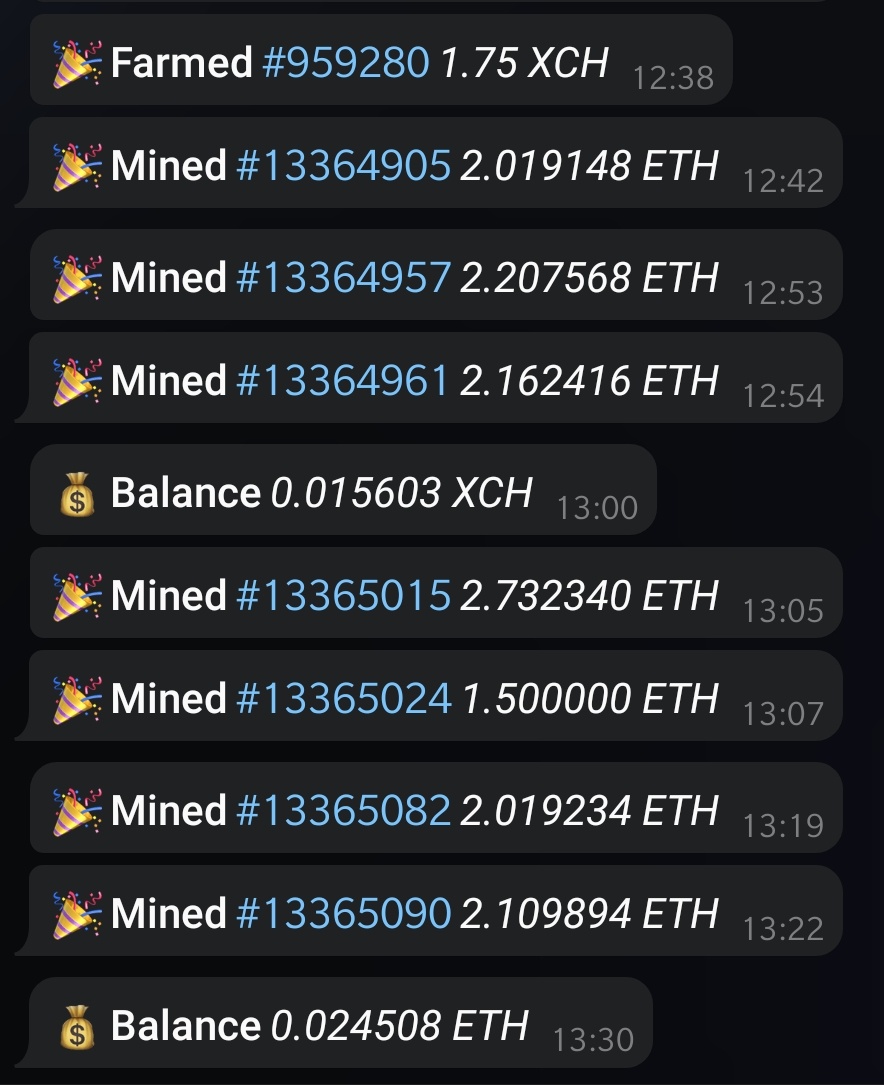 🎉 Farmed #959280 1.75 XCH 12:38
🎉 Mined #13364905 2.019148 ETH 12:42
🎉 Mined #13364957 2.207568 ETH 12:53
🎉 Mined #13364961 2.162416 ETH 12:54
💰 Balance 0.015603 XCH 13:00
🎉 Mined #13365015 2.732340 ETH 13:05
🎉 Mined #13365024 1.500000 ETH 13:07
🎉 Mined #13365082 2.019234 ETH 13:19
🎉 Mined #13365090 2.109894 ETH 13:22
💰 Balance 0.024508 ETH 13:30